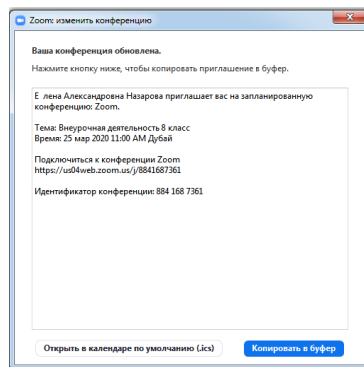 Zoom: изменить конференцию
Ваша конференция обновлена.
Нажмите кнопку ниже, чтобы копировать приглашение в буфер.
Е лена Александровна Назарова приглашает вас на запланированную
конференцию: Zoom.
Тема: Внеурочная деятельность 8 класс
Время: 25 мар 2020 11:00 AM Дубай
Подключиться к конференции Zoom
https://us04web.zoom.us/j/8841687361
Идентификатор конференции: 884 168 7361
Открыть в календаре по умолчанию (.ics) Копировать в буфер